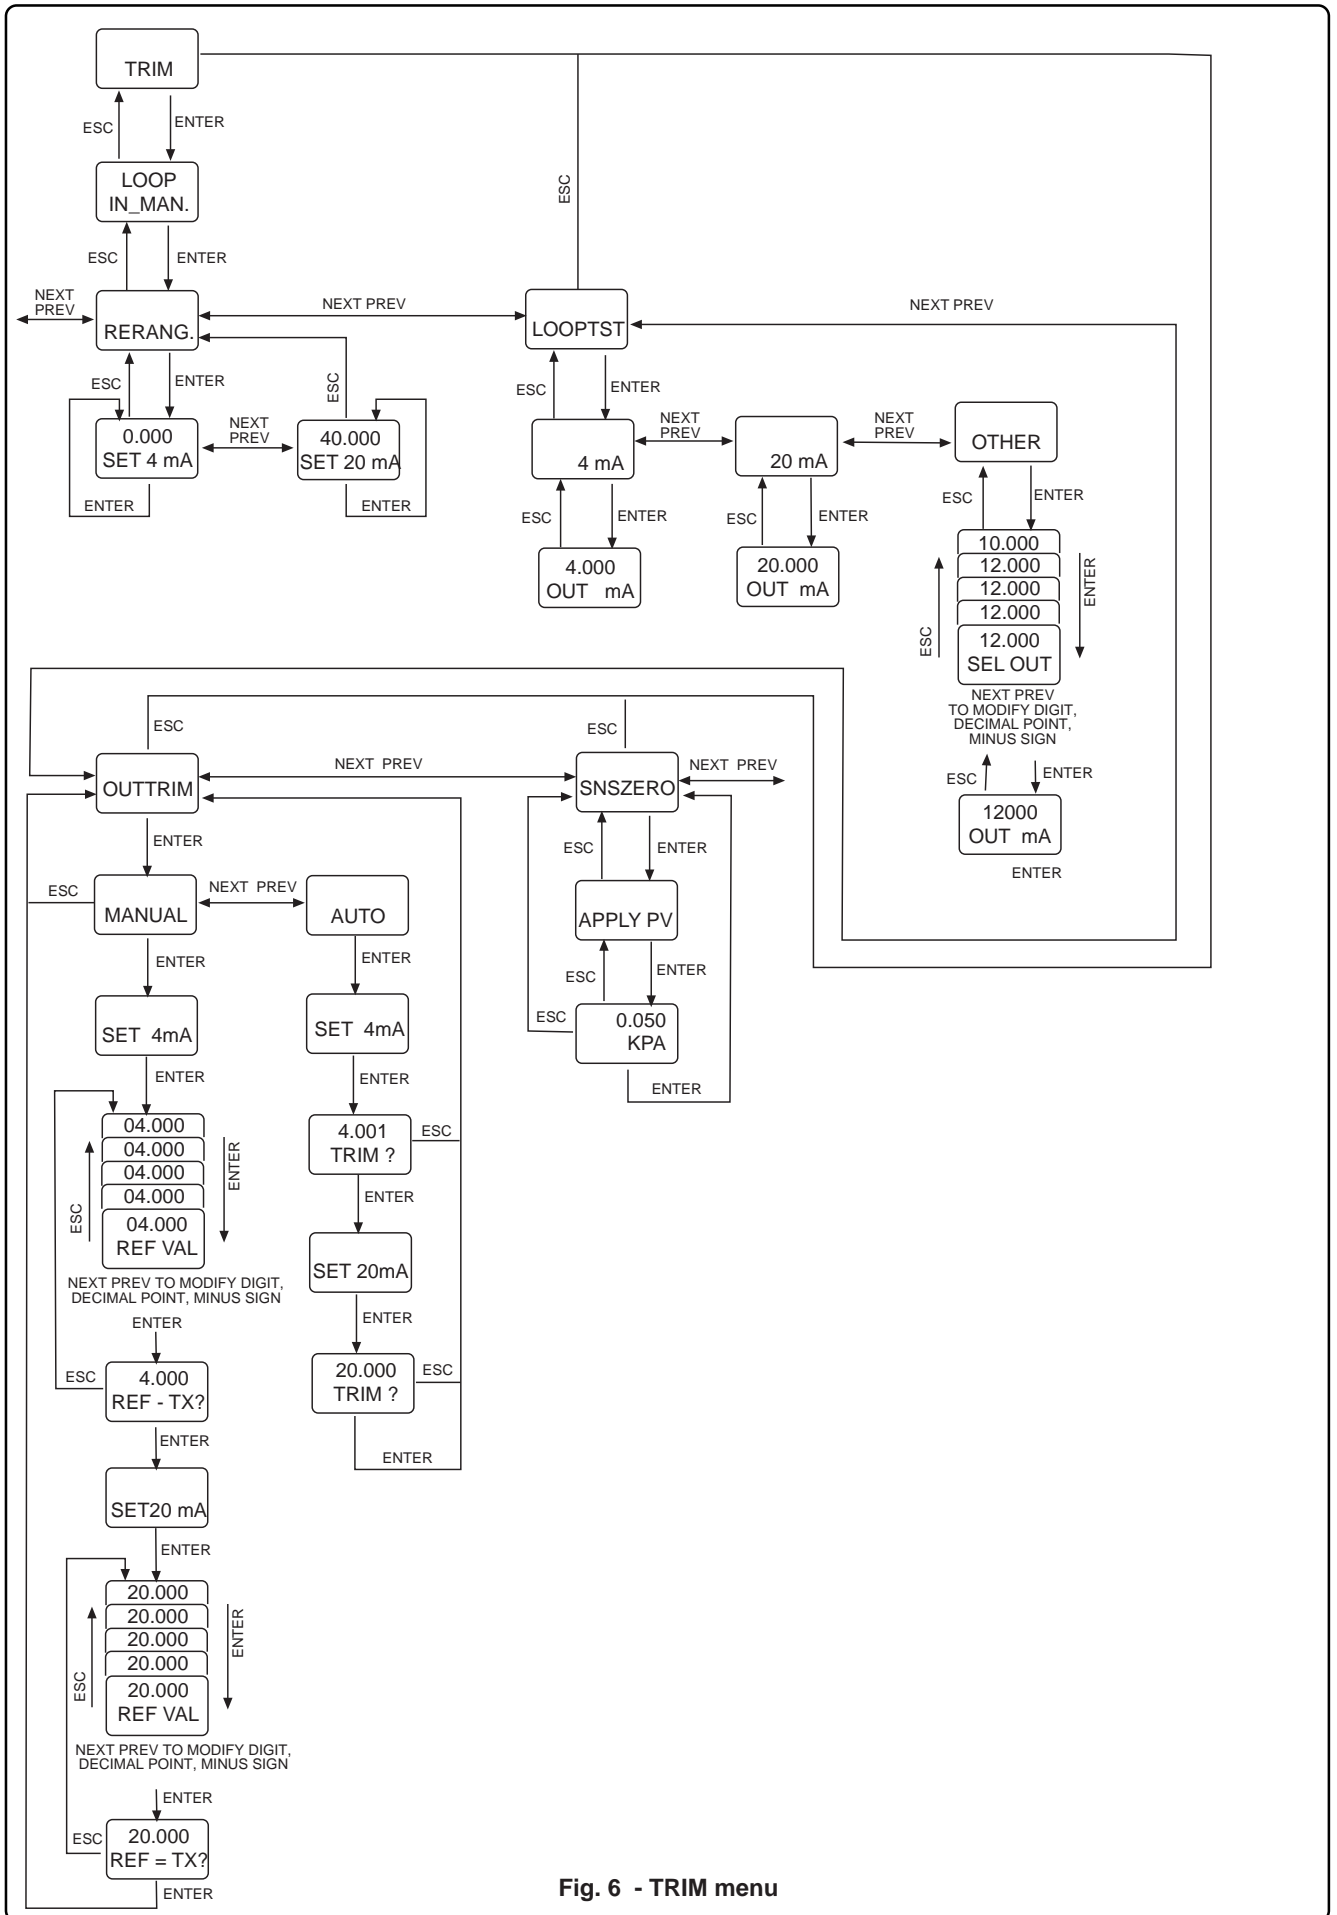 TRIM
ESC
ENTER
LOOP
IN_MAN.
ESC
ENTER
ESC
NEXT
PREV
RERANG.
NEXT PREV
LOOPTST
NEXT PREV
ESC
ENTER
ESC
ESC
ENTER
0.000
SET 4 mA
NEXT
PREV
40.000
SET 20 mA
ENTER
ENTER
4 mA
NEXT
PREV
20 mA
NEXT
PREV
OTHER
ESC
ENTER
ESC
ENTER
ESC
ENTER
4.000
OUT mA
20.000
OUT mA
10.000
12.000
12.000
12.000
12.000
SEL OUT
ESC
ENTER
NEXT PREV
TO MODIFY DIGIT,
DECIMAL POINT,
MINUS SIGN
ESC
ENTER
12000
OUT mA
ENTER
ESC
ESC
OUTTRIM
NEXT PREV
SNSZERO
NEXT PREV
ENTER
ESC
ENTER
ESC
MANUAL
NEXT PREV
AUTO
APPLY PV
ENTER
ENTER
ESC
ENTER
SET 4mA
SET 4mA
ESC
0.050
KPA
ENTER
ENTER
ENTER
04.000
04.000
04.000
04.000
04.000
REF VAL
ESC
ENTER
4.001
TRIM ?
ESC
ENTER
SET 20mA
NEXT PREV TO MODIFY DIGIT,
DECIMAL POINT, MINUS SIGN
ENTER
ENTER
ESC
4.000
REF - TX?
20.000
TRIM ?
ESC
ENTER
ENTER
SET20 mA
ENTER
20.000
20.000
20.000
20.000
20.000
REF VAL
ESC
ENTER
NEXT PREV TO MODIFY DIGIT,
DECIMAL POINT, MINUS SIGN
ENTER
ESC
20.000
REF = TX?
ENTER
Fig. 6 - TRIM menu